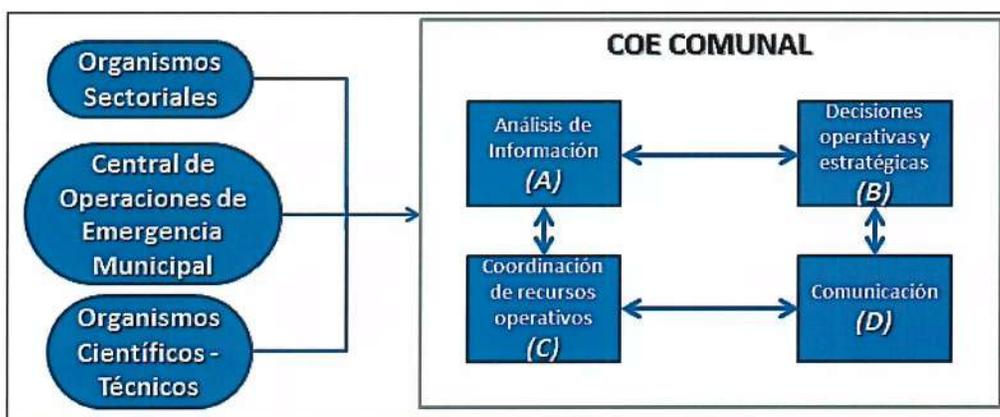 Organismos
Sectoriales
Central de
Operaciones de
Emergencia
Municipal
Organismos
Científicos -
Técnicos
COE COMUNAL
Análisis de
Información
(A)
Decisiones
operativas y
estratégicas
(B)
Coordinación
de recursos
operativos
(C)
Comunicación
(D)